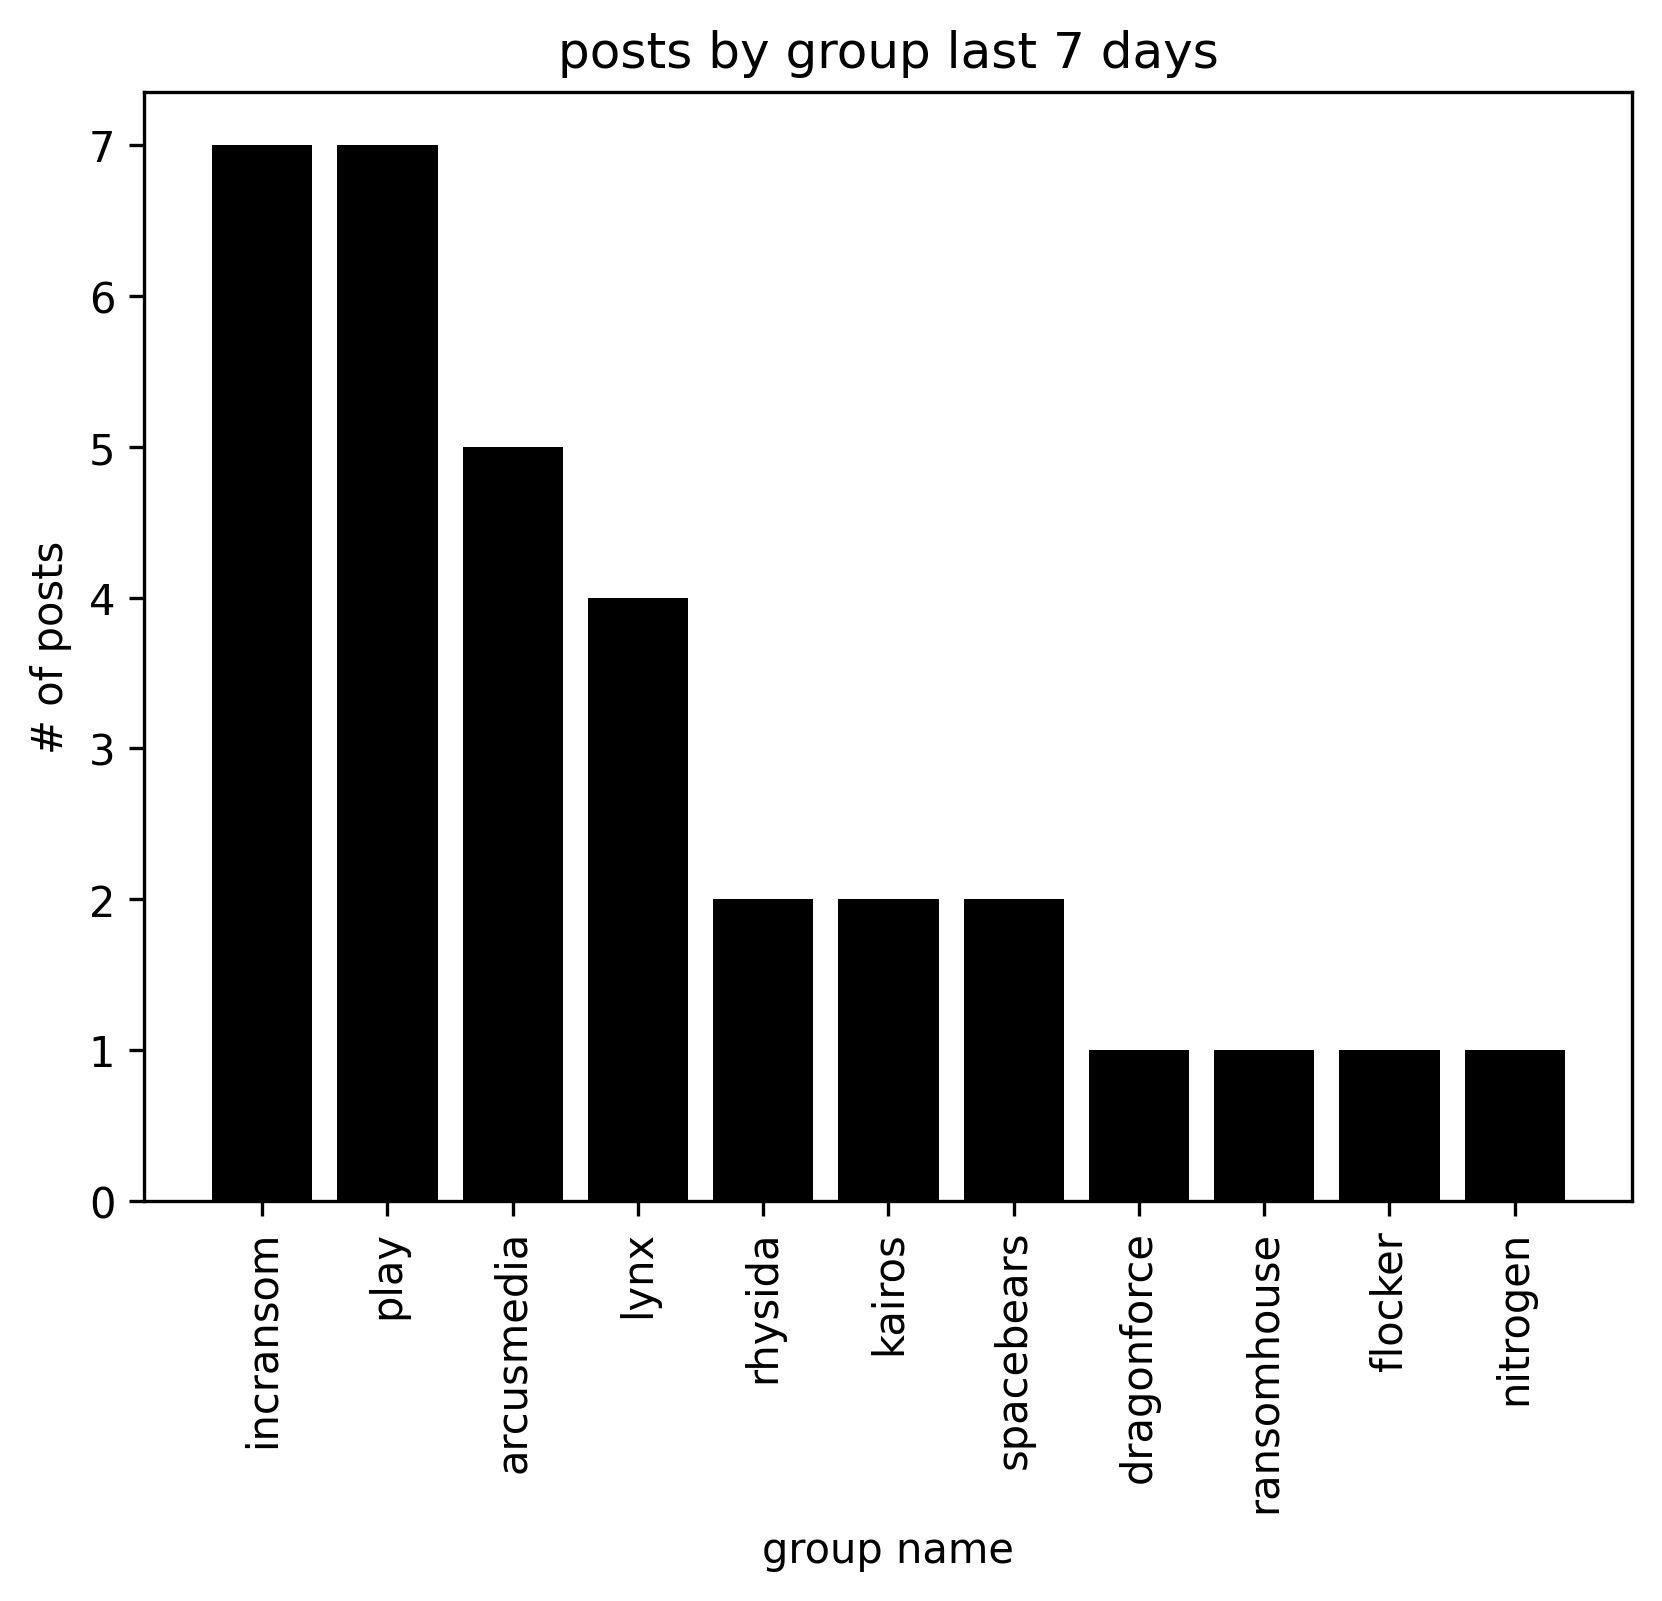 posts by group last 7 days
# of posts
7
6
5
4
3
2
1
0
incransom
play
arcusmedia
lynx
rhysida
kairos
spacebears
dragonforce
ransomhouse
flocker
nitrogen
group name